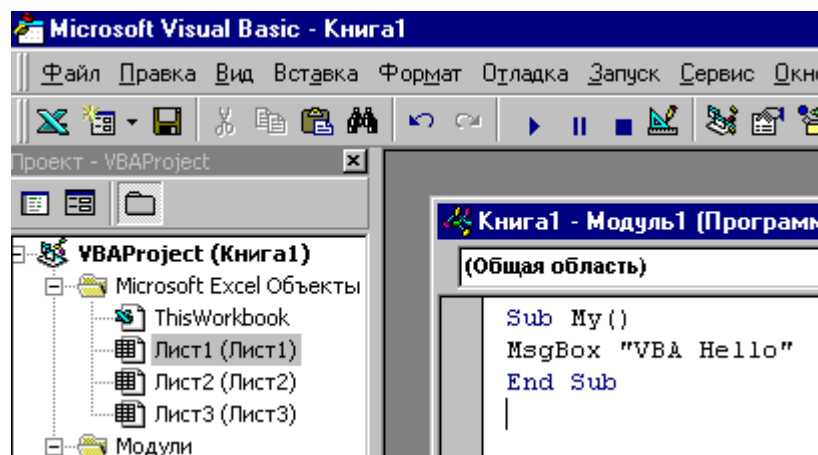 Microsoft Visual Basic - Книга1
Файл Правка Вид Вставка Формат Отладка Запуск Сервис Окно
Проект - VBAProject
VBAProject (Книга1)
Microsoft Excel Объекты
ThisWorkbook
Лист1 (Лист1)
Лист2 (Лист2)
Лист3 (Лист3)
Модули
Книга1 - Модуль1 (Программ
(Общая область)
Sub My()
MsgBox "VBA Hello"
End Sub